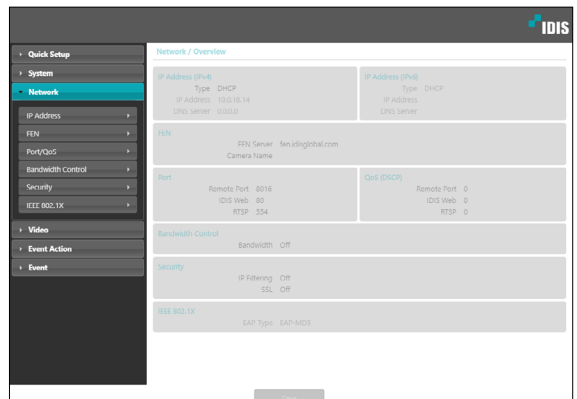 IDIS
Quick Setup
System
Network
IP Address
FEN
Port/QoS
Bandwidth Control
Security
IEEE 802.1X
Video
Event Action
Event
Network / Overview
IP Address (IPv4)
Type DHCP
IP Address 10.0.18.14
DNS Server 0.0.0.0
IP Address (IPv6)
Type DHCP
IP Address
DNS Server
FEN
FEN Server fen.idisglobal.com
Camera Name
Port
Remote Port 8016
IDIS Web 80
RTSP 554
QoS (DSCP)
Remote Port 0
IDIS Web 0
RTSP 0
Bandwidth Control
Bandwidth Off
Security
IP Filtering Off
SSL Off
IEEE 802.1X
EAP Type EAP-MD5